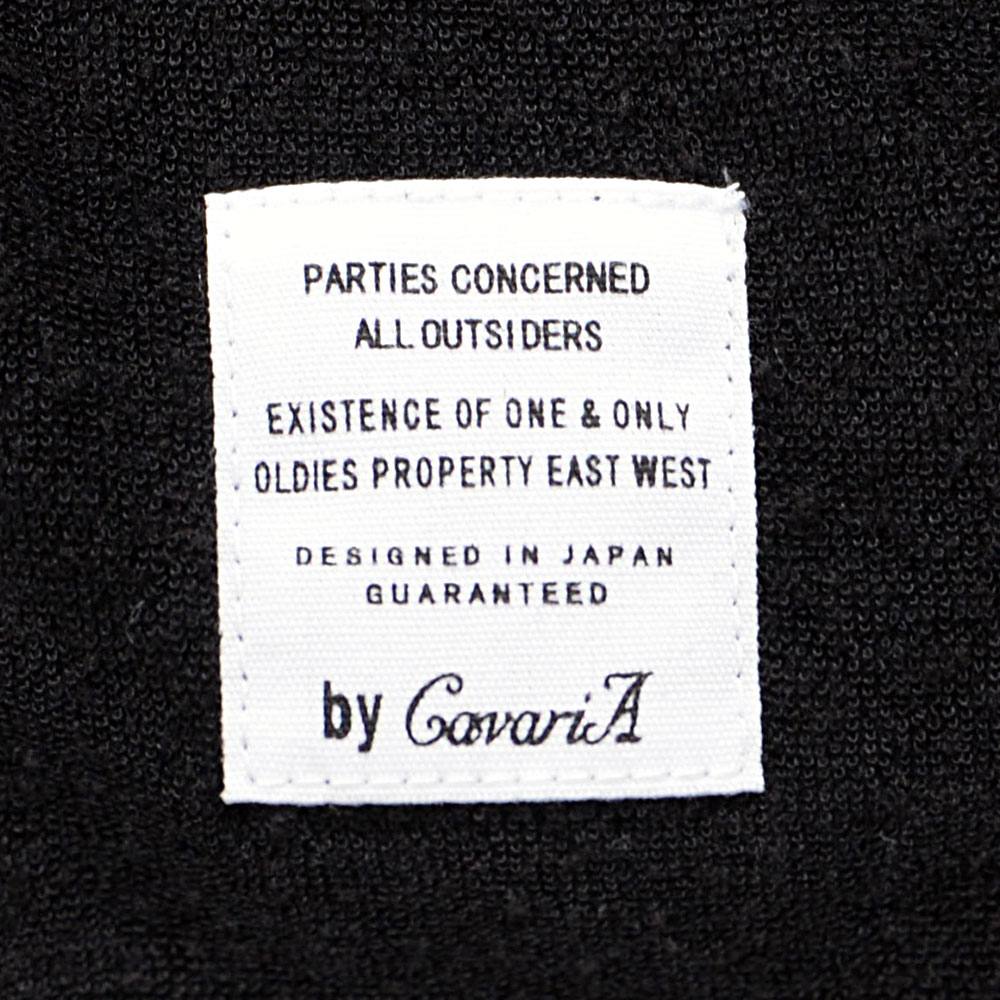 PARTIES CONCERNED
ALL OUTSIDERS
EXISTENCE OF ONE & ONLY
OLDIES PROPERTY EAST WEST
DESIGNED IN JAPAN
GUARANTEED
by CavariA